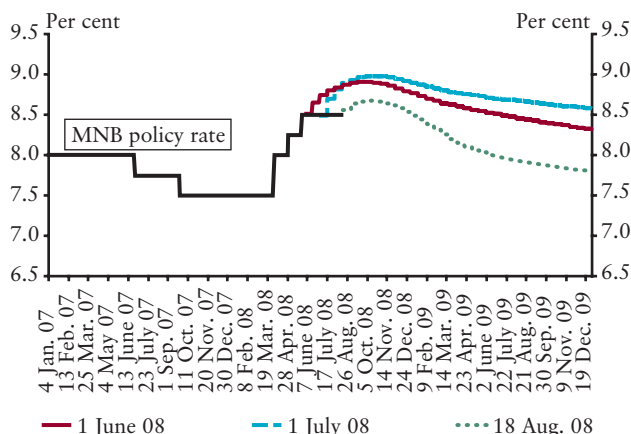 Per cent Per cent
9.5 9.5
9.0 9.0
8.5 8.5
MNB policy rate
8.0 8.0
7.5 7.5
7.0 7.0
6.5 6.5
4 Jan. 07
13 Feb. 07
25 Mar. 07
4 May 07
13 June 07
23 July 07
1 Sep. 07
11 Oct. 07
20 Nov. 07
30 Dec. 07
8 Feb. 08
19 Mar. 08
28 Apr. 08
7 June 08
17 July 08
26 Aug. 08
5 Oct. 08
14 Nov. 08
24 Dec. 08
9 Feb. 09
14 Mar. 09
23 Apr. 09
2 June 09
22 July 09
21 Aug. 09
30 Sep. 09
9 Nov. 09
19 Dec. 09
1 June 08 1 July 08 18 Aug. 08